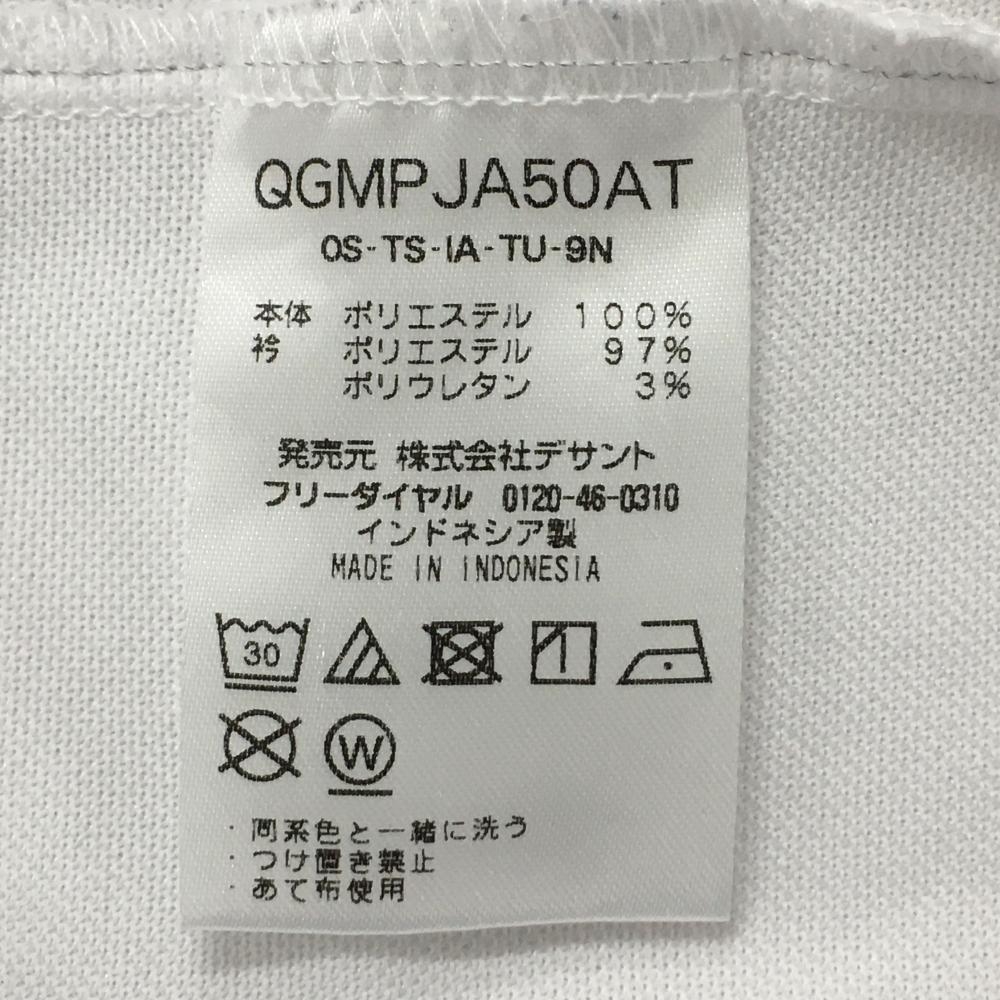 QGMPJA50AT
OS-TS-IA-TU-9N
本体 ポリエステル 100%
衿 ポリエステル 97%
ポリウレタン 3%
発売元 株式会社デサント
フリーダイヤル 0120-46-0310
インドネシア製
MADE IN INDONESIA
30
W
・同系色と一緒に洗う
・つけ置き禁止
・あて布使用